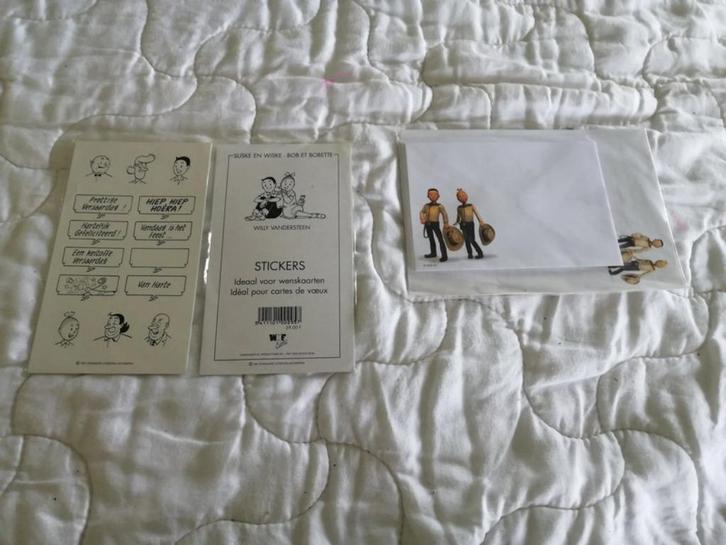 Prettige
Verjaardag !
HIEP HIEP
HOERA!
Hartelijk
Gefeliciteerd !
Vandaag is het
Feest...
Een keitoffe
Verjaardag
Van Harte
SUSKE EN WISKE - BOB ET BOBETTE
WILLY VANDERSTEEN
STICKERS
Ideaal voor wenskaarten
Idéal pour cartes de vœux